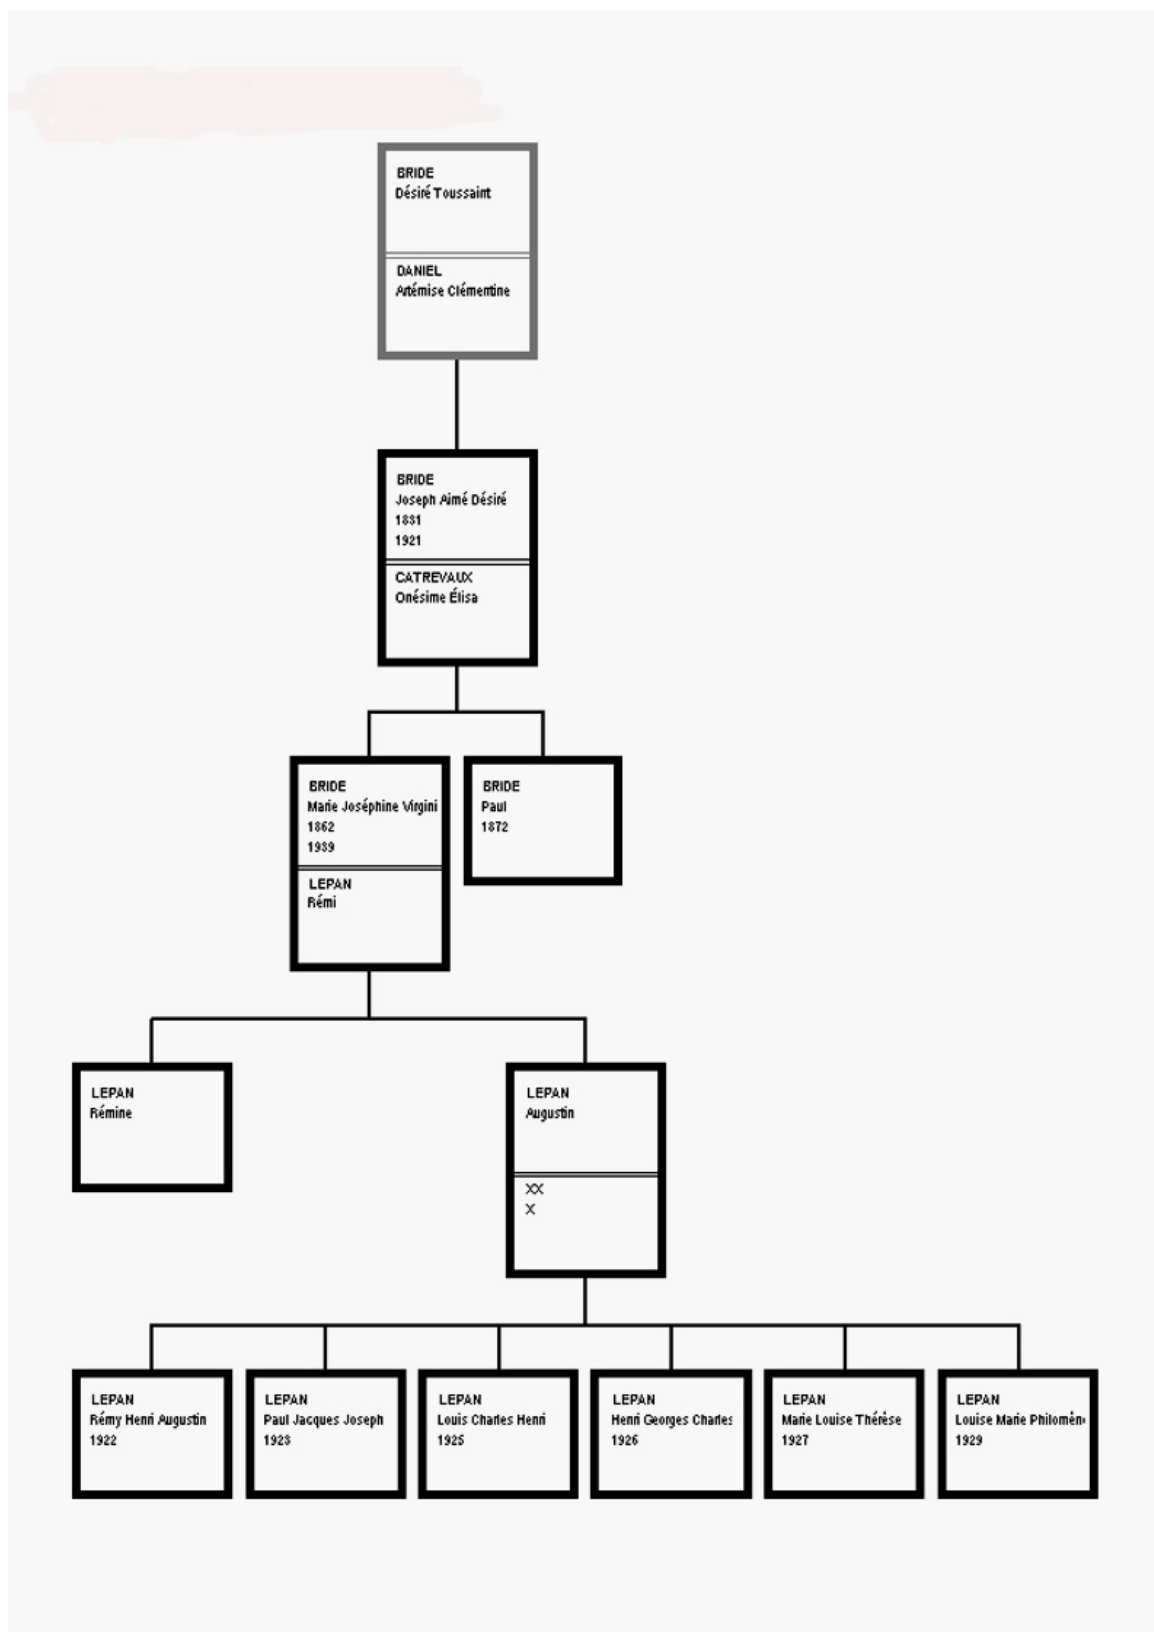 BRIDE
Désiré Toussaint
DANIEL
Artémise Clémentine
BRIDE
Joseph Aimé Désiré
1831
1921
CATREVAUX
Onésime Élisa
BRIDE
Marie Joséphine Virgini
1862
1939
LEPAN
Rémi
BRIDE
Paul
1872
LEPAN
Rémine
LEPAN
Augustin
XX
X
LEPAN
Rémy Henri Augustin
1922
LEPAN
Paul Jacques Joseph
1923
LEPAN
Louis Charles Henri
1925
LEPAN
Henri Georges Charles
1926
LEPAN
Marie Louise Thérèse
1927
LEPAN
Louise Marie Philomèn
1929